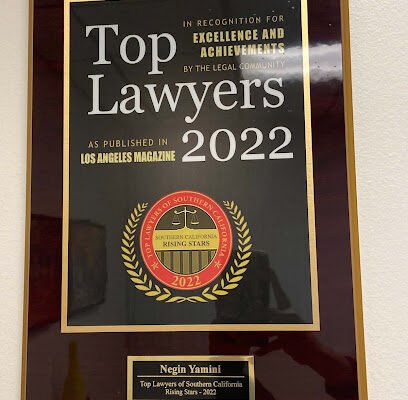 IN RECOGNITION FOR
EXCELLENCE AND
ACHIEVEMENTS
BY THE LEGAL COMMUNITY
Top
Lawyers
2022
AS PUBLISHED IN
LOS ANGELES MAGAZINE
TOP LAWYERS OF SOUTHERN CALIFORNIA
SOUTHERN CALIFORNIA
RISING STARS
2022
Negin Yamini
Top Lawyers of Southern California
Rising Stars - 2022